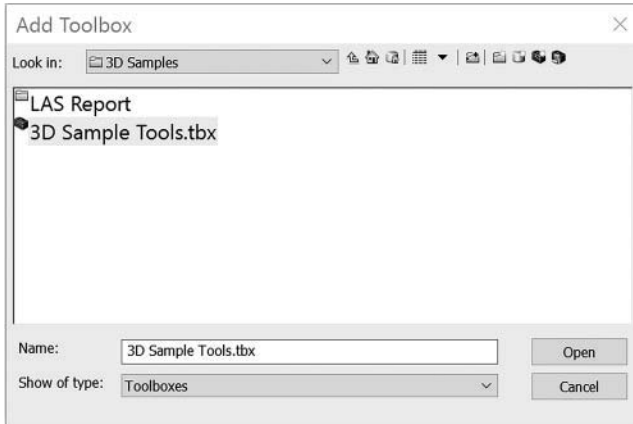 Add Toolbox
Look in: 3D Samples
LAS Report
3D Sample Tools.tbx
Name: 3D Sample Tools.tbx Open
Show of type: Toolboxes Cancel